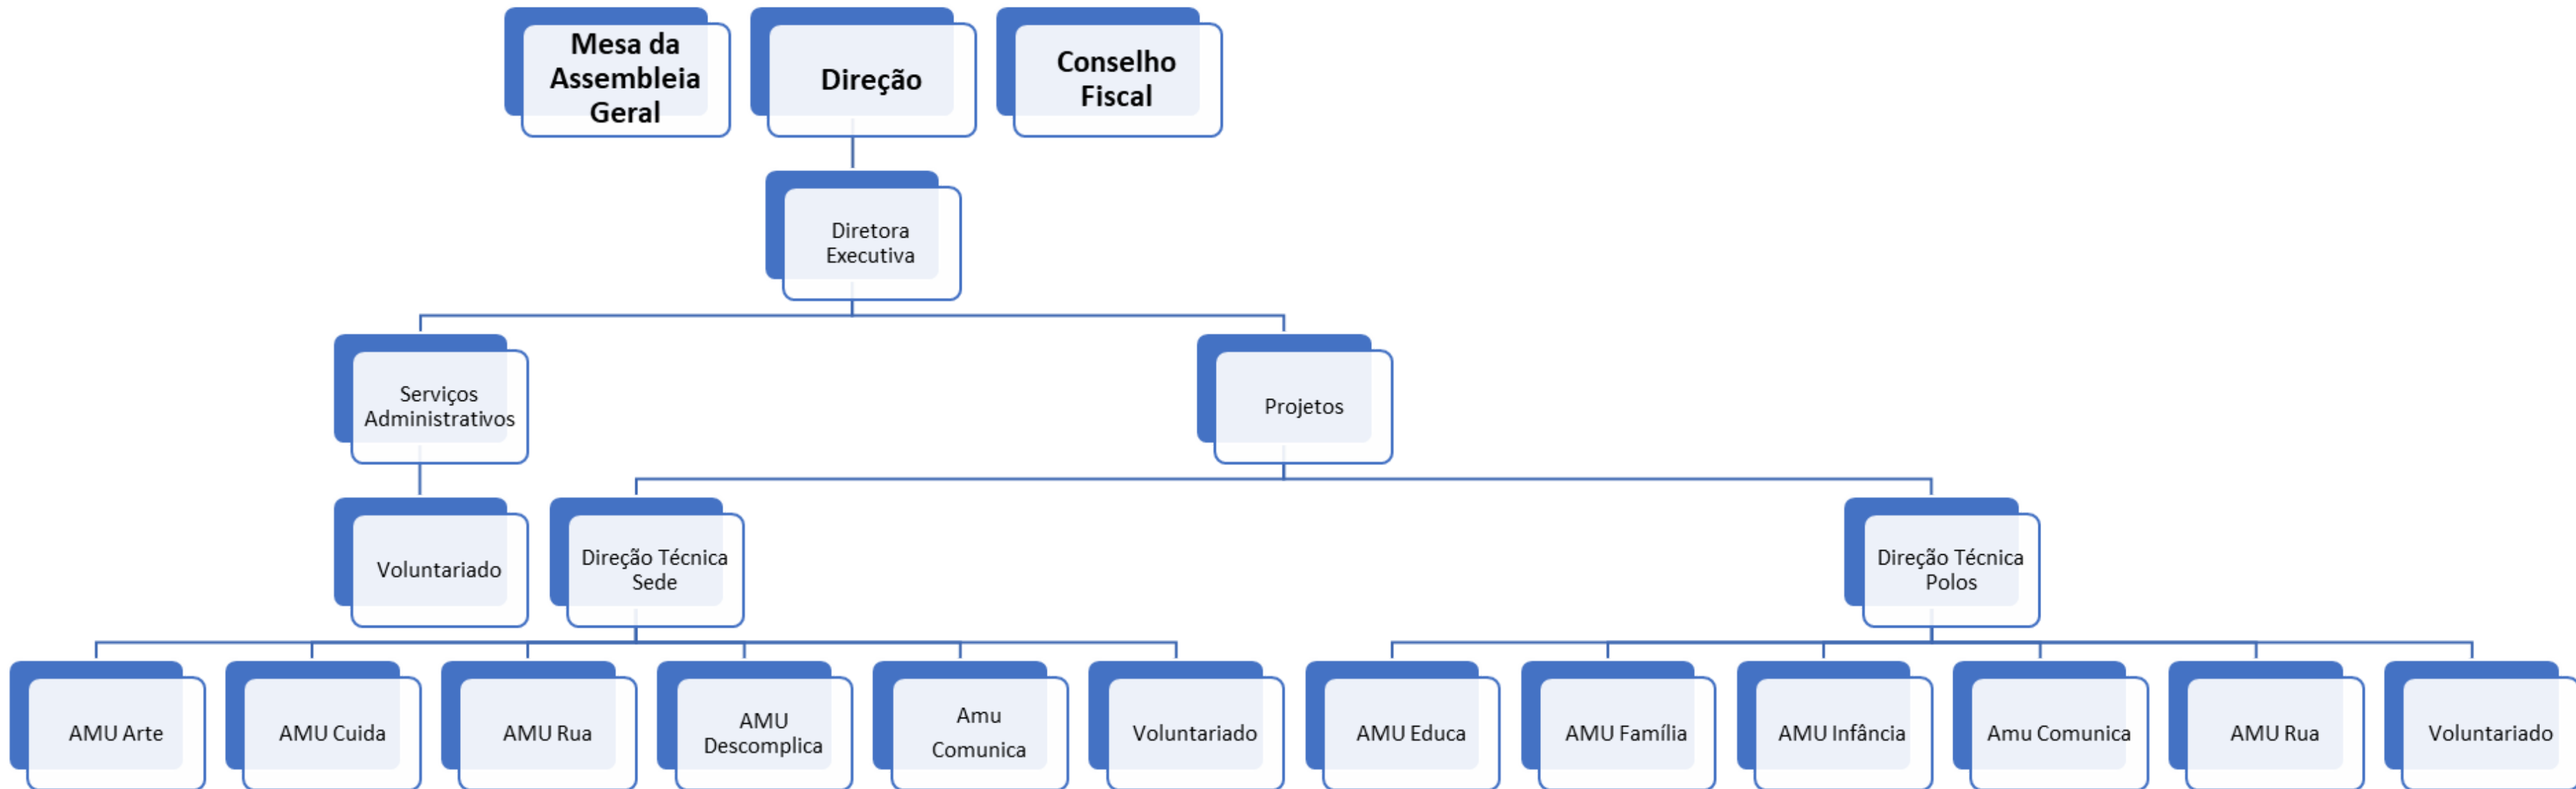 Mesa da
Assembleia
Geral
Direção
Conselho
Fiscal
Diretora
Executiva
Serviços
Administrativos
Projetos
Voluntariado
Direção Técnica
Sede
Direção Técnica
Polos
AMU Arte
AMU Cuida
AMU Rua
AMU
Descomplica
Amu
Comunica
Voluntariado
AMU Educa
AMU Família
AMU Infância
Amu Comunica
AMU Rua
Voluntariado